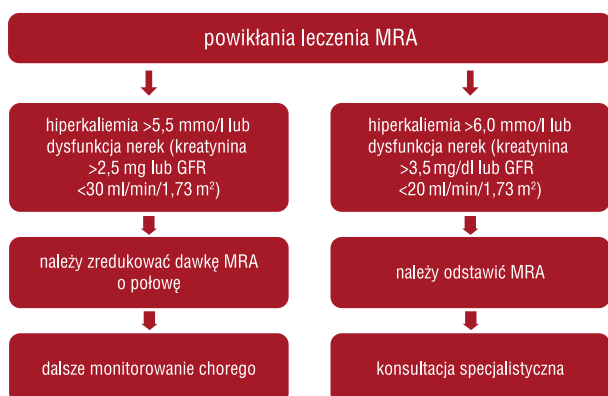 powikłania leczenia MRA
hiperkaliemia >5,5 mmo/l lub
dysfunkcja nerek (kreatynina
>2,5 mg lub GFR
<30 ml/min/1,73 m²)
hiperkaliemia >6,0 mmo/l lub
dysfunkcja nerek (kreatynina
>3,5 mg/dl lub GFR
<20 ml/min/1,73 m²)
należy zredukować dawkę MRA
o połowę
należy odstawić MRA
dalsze monitorowanie chorego
konsultacja specjalistyczna